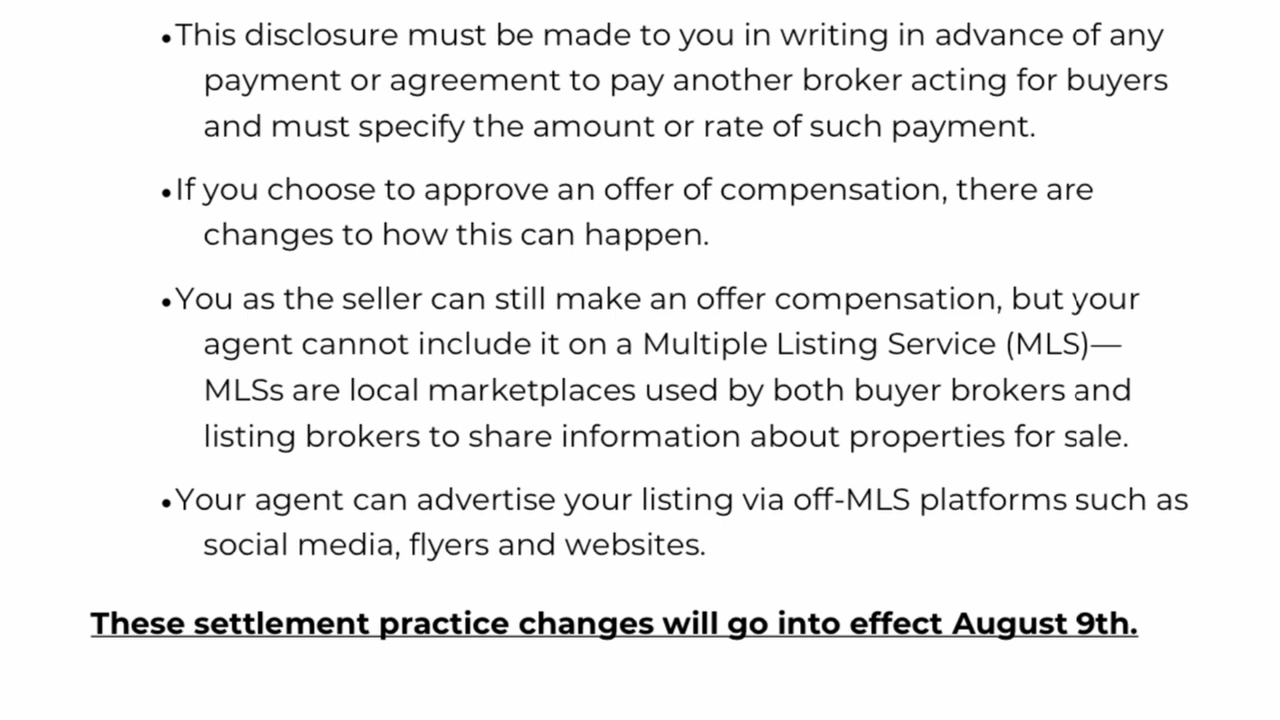 •This disclosure must be made to you in writing in advance of any
payment or agreement to pay another broker acting for buyers
and must specify the amount or rate of such payment.
•If you choose to approve an offer of compensation, there are
changes to how this can happen.
•You as the seller can still make an offer compensation, but your
agent cannot include it on a Multiple Listing Service (MLS)—
MLSs are local marketplaces used by both buyer brokers and
listing brokers to share information about properties for sale.
•Your agent can advertise your listing via off-MLS platforms such as
social media, flyers and websites.
These settlement practice changes will go into effect August 9th.